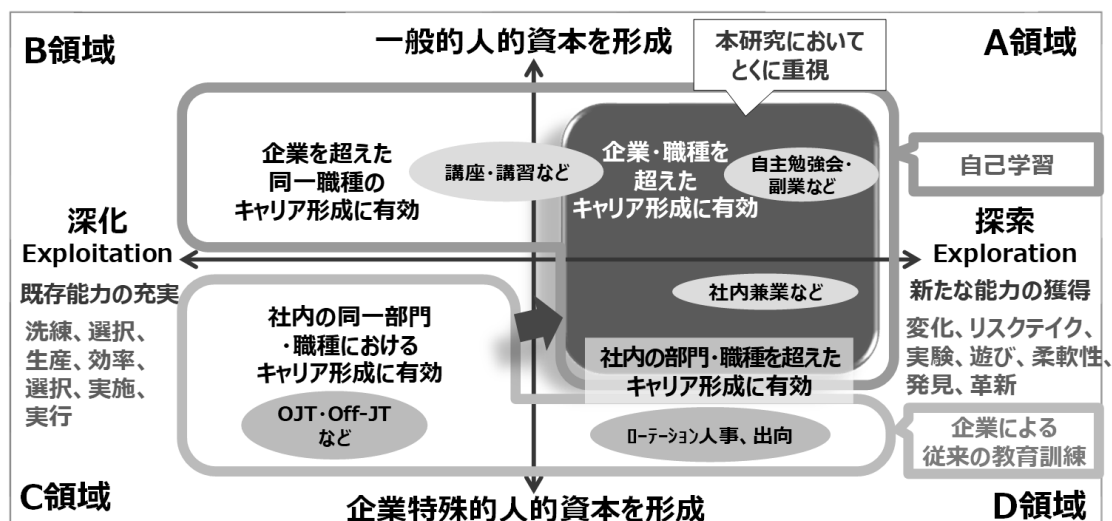 B領域
一般的人的資本を形成
本研究において
とくに重視
A領域
企業を超えた
同一職種の
キャリア形成に有効
講座・講習など
企業・職種を
超えた
キャリア形成に有効
自主勉強会・
副業など
自己学習
深化
Exploitation
探索
Exploration
既存能力の充実
洗練、選択、
生産、効率、
選択、実施、
実行
社内の同一部門
・職種における
キャリア形成に有効
OJT・Off-JT
など
社内兼業など
社内の部門・職種を超えた
キャリア形成に有効
ﾛｰﾃｰｼｮﾝ人事、出向
新たな能力の獲得
変化、リスクテイク、
実験、遊び、柔軟性、
発見、革新
企業による
従来の教育訓練
C領域
企業特殊的人的資本を形成
D領域